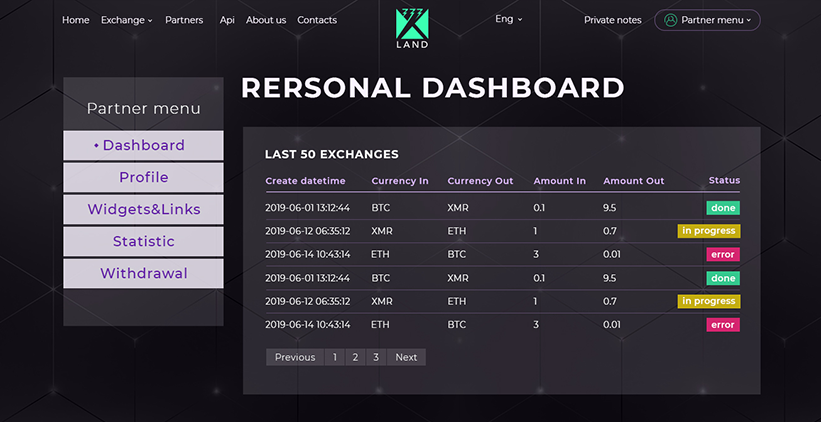 Home Exchange Partners Api About us Contacts
777
LAND
Eng
Private notes Partner menu
Partner menu
Dashboard
Profile
Widgets&Links
Statistic
Withdrawal
RERSONAL DASHBOARD
LAST 50 EXCHANGES
Create datetime Currency In Currency Out Amount In Amount Out Status
2019-06-01 13:12:44 BTC XMR 0.1 9.5 done
2019-06-12 06:35:12 XMR ETH 1 0.7 in progress
2019-06-14 10:43:14 ETH BTC 3 0.01 error
2019-06-01 13:12:44 BTC XMR 0.1 9.5 done
2019-06-12 06:35:12 XMR ETH 1 0.7 in progress
2019-06-14 10:43:14 ETH BTC 3 0.01 error
Previous 1 2 3 Next